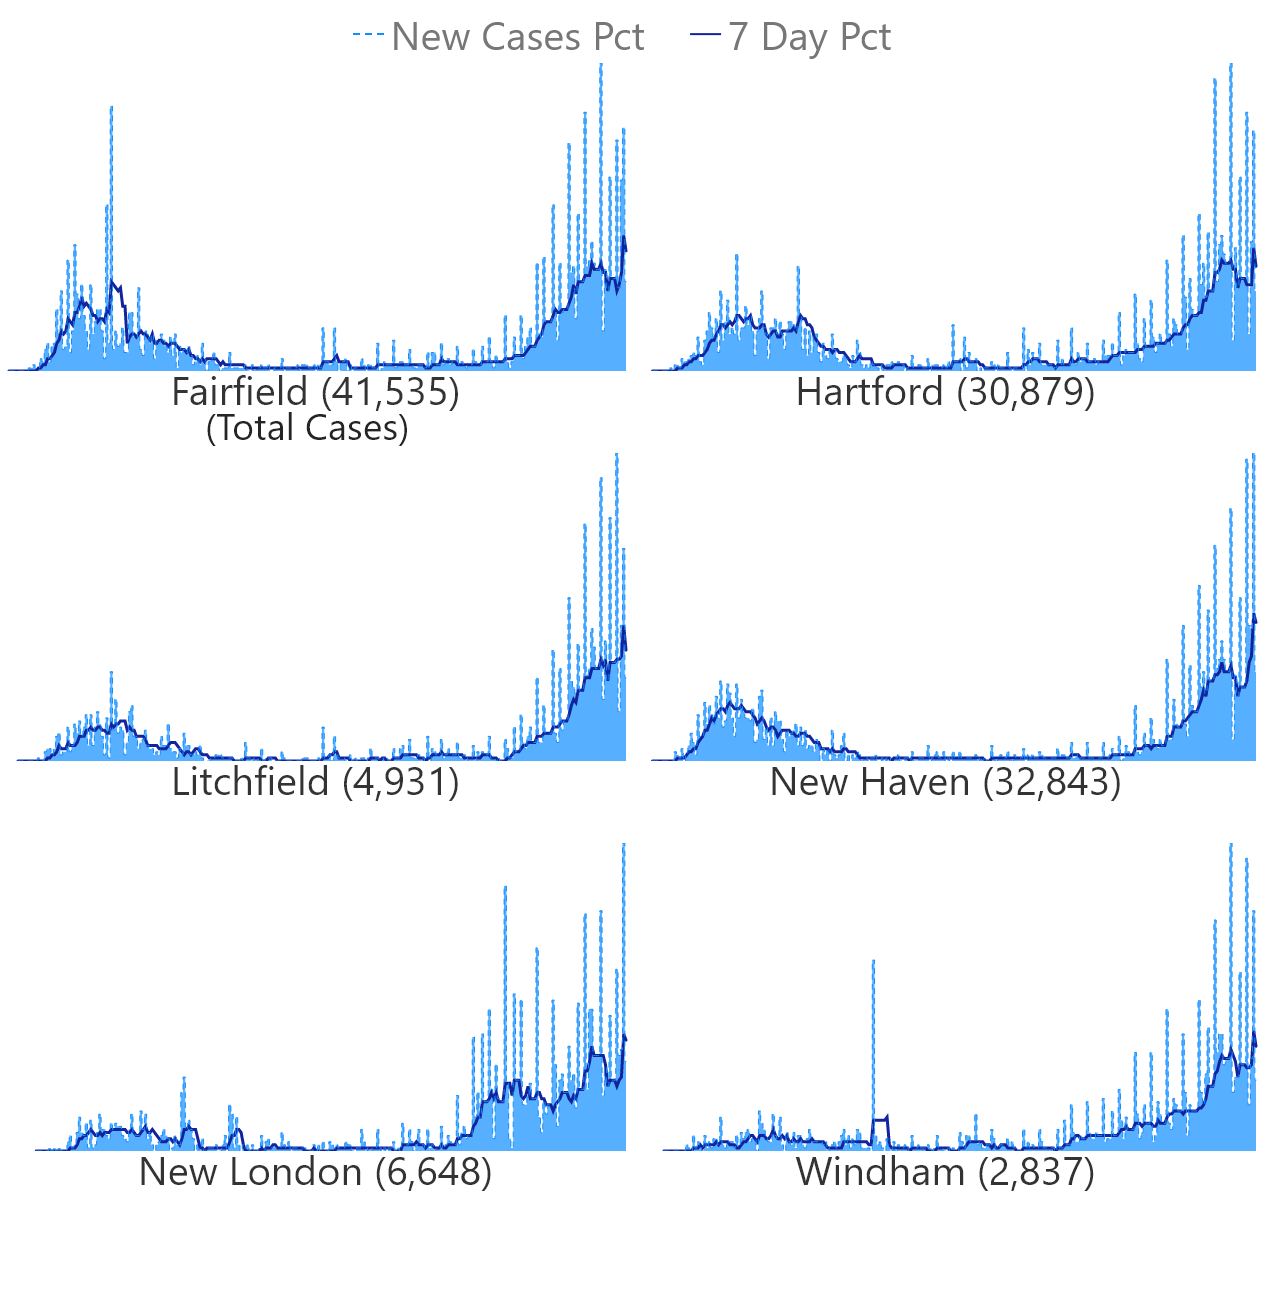 New Cases Pct 7 Day Pct
Fairfield (41,535) Hartford (30,879)
(Total Cases)
Litchfield (4,931) New Haven (32,843)
New London (6,648) Windham (2,837)